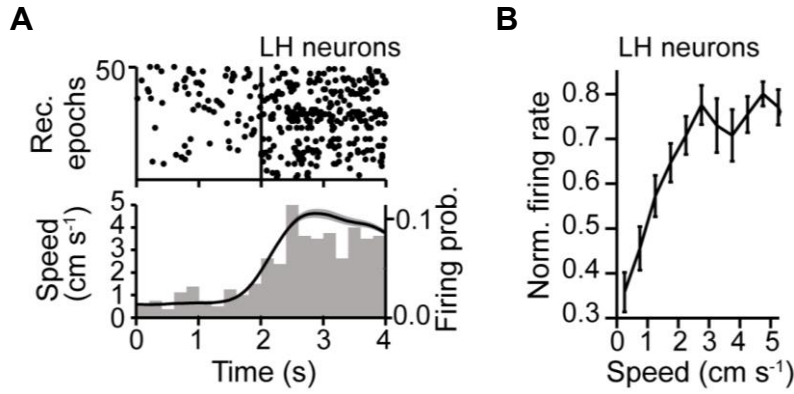 A
LH neurons
50
Rec.
epochs
5
4
3
2
1
0
Speed
(cm s⁻¹)
0.1
0.0
Firing prob.
0 1 2 3 4
Time (s)
B
LH neurons
0.8
0.7
0.6
0.5
0.4
0.3
Norm. firing rate
0 1 2 3 4 5
Speed (cm s⁻¹)